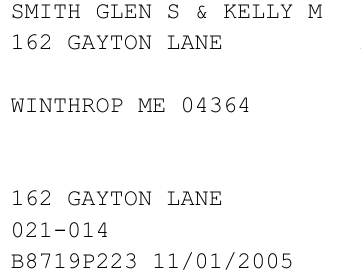 SMITH GLEN S & KELLY M
162 GAYTON LANE
WINTHROP ME 04364
162 GAYTON LANE
021-014
B8719P223 11/01/2005